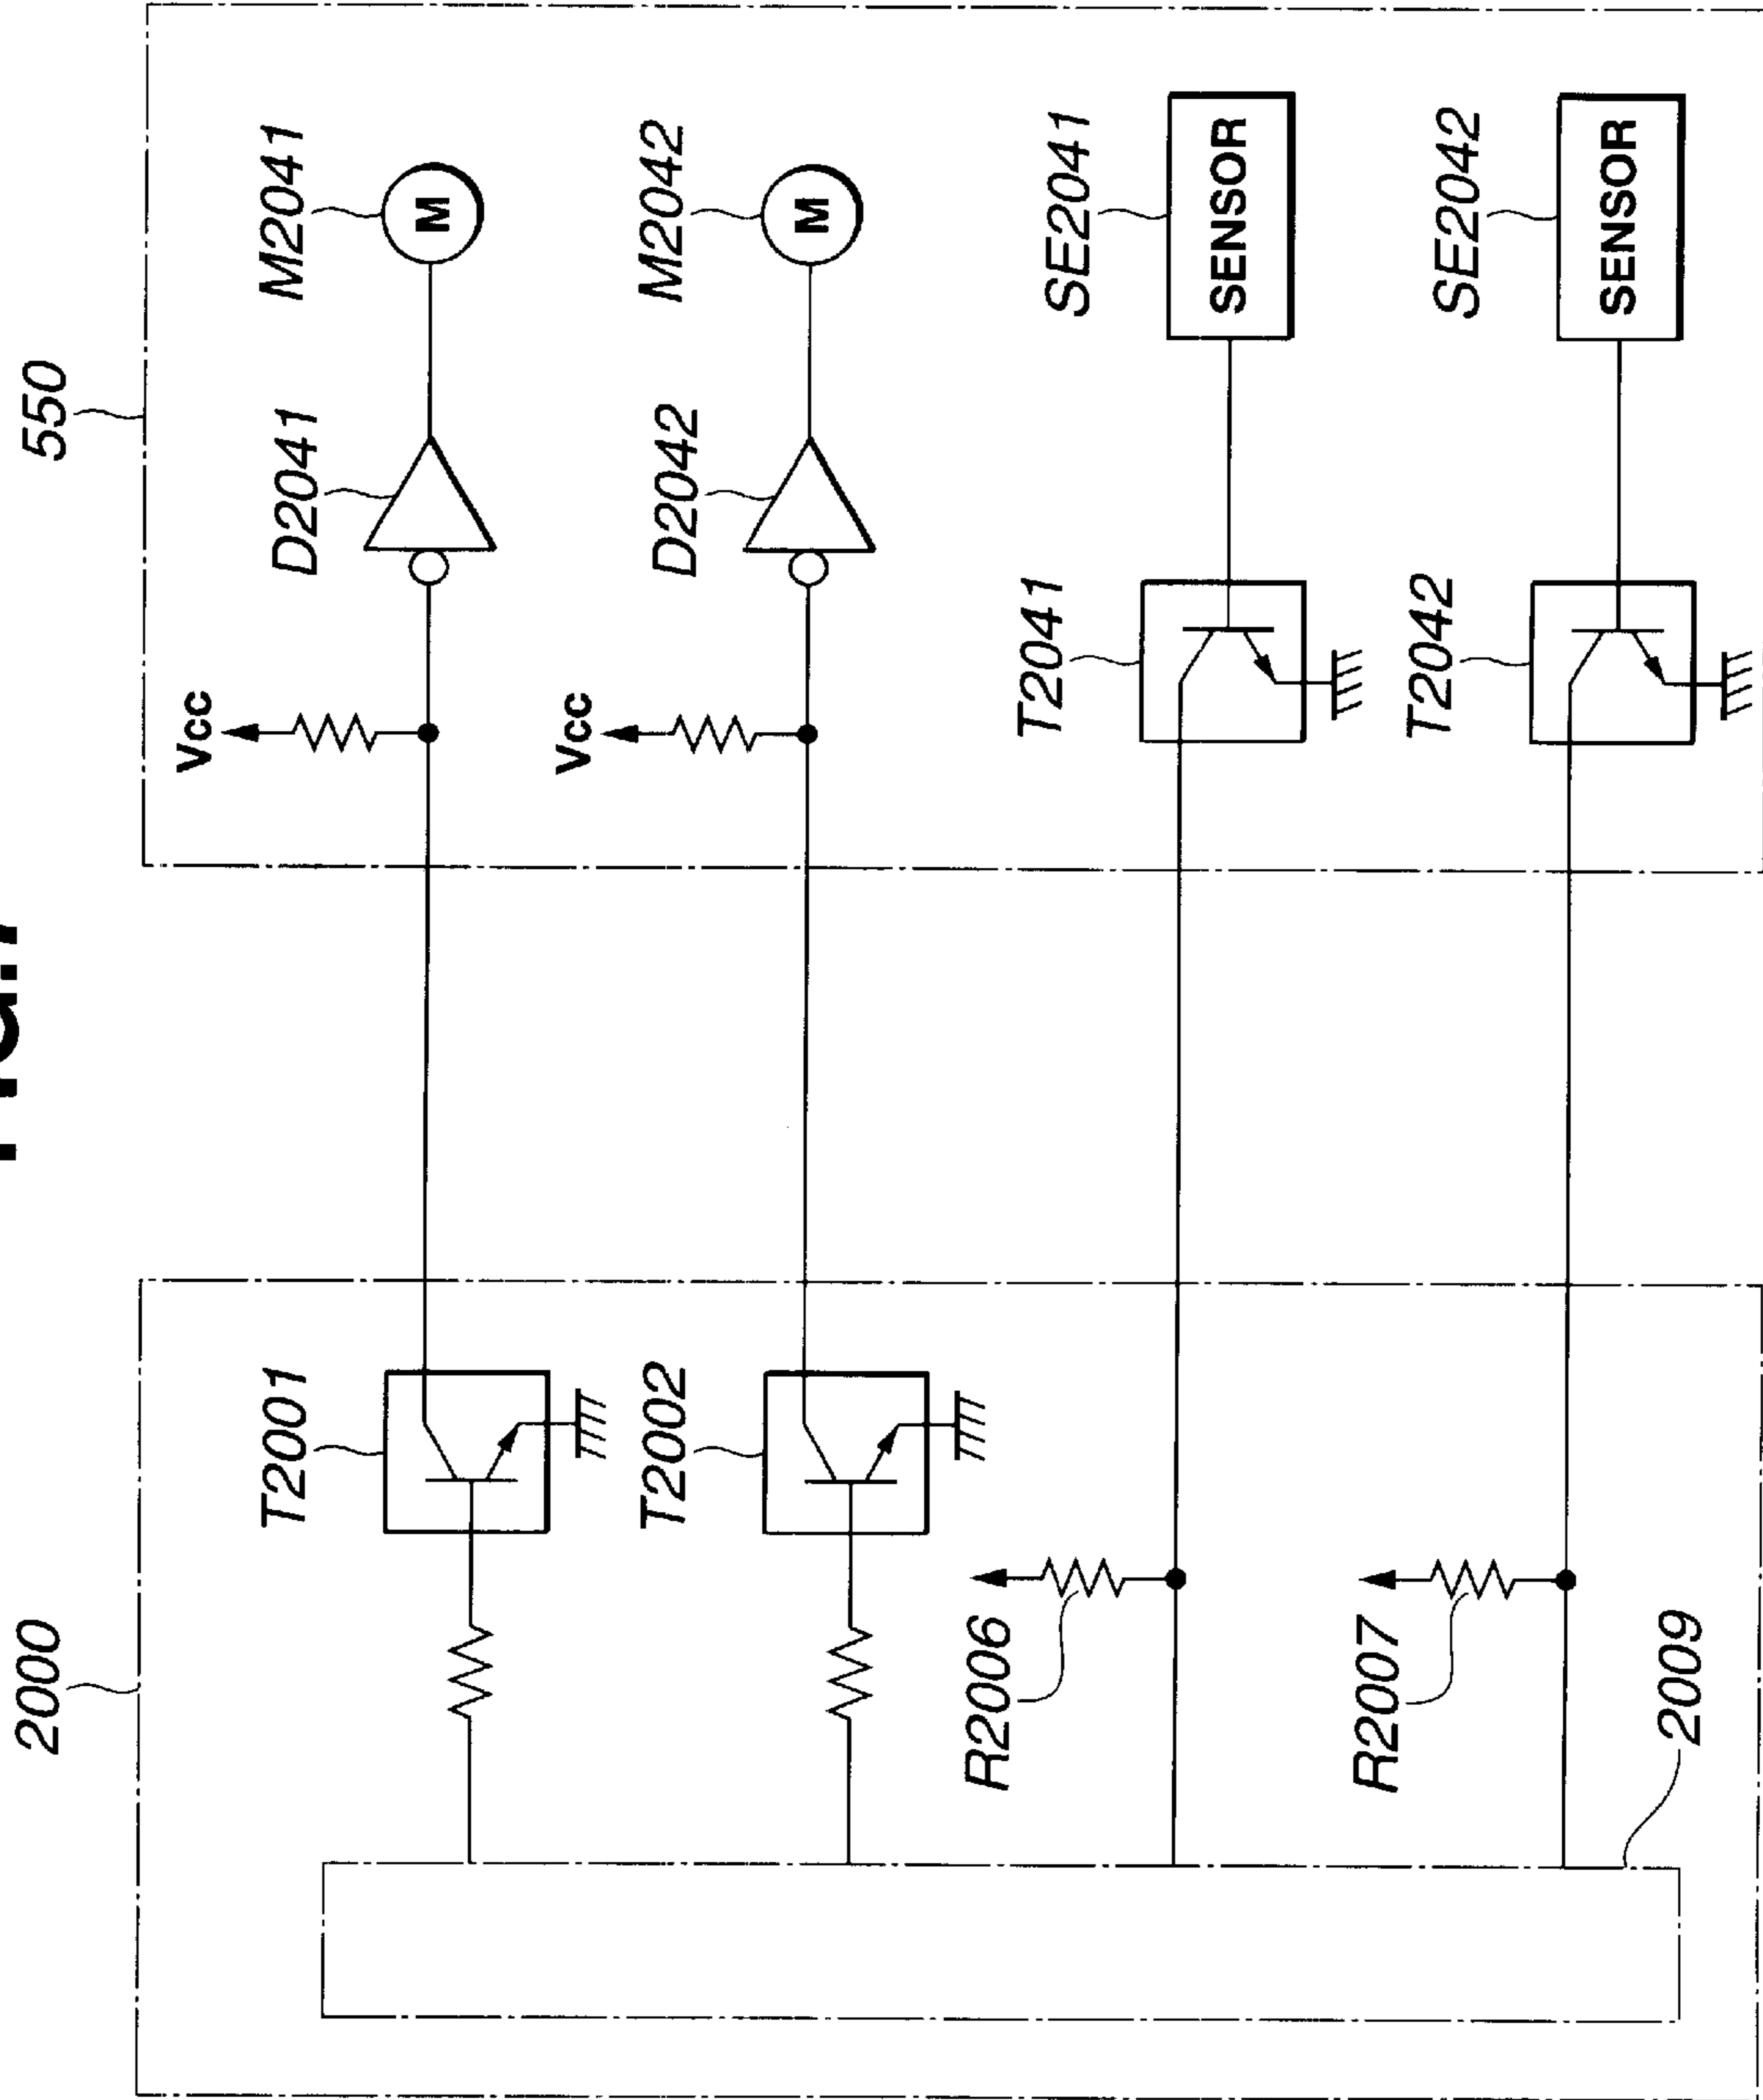 2000
550
T2001
Vcc
D2041
M2041
M
T2002
Vcc
D2042
M2042
M
R2006
T2041
SE2041
SENSOR
R2007
T2042
SE2042
SENSOR
2009